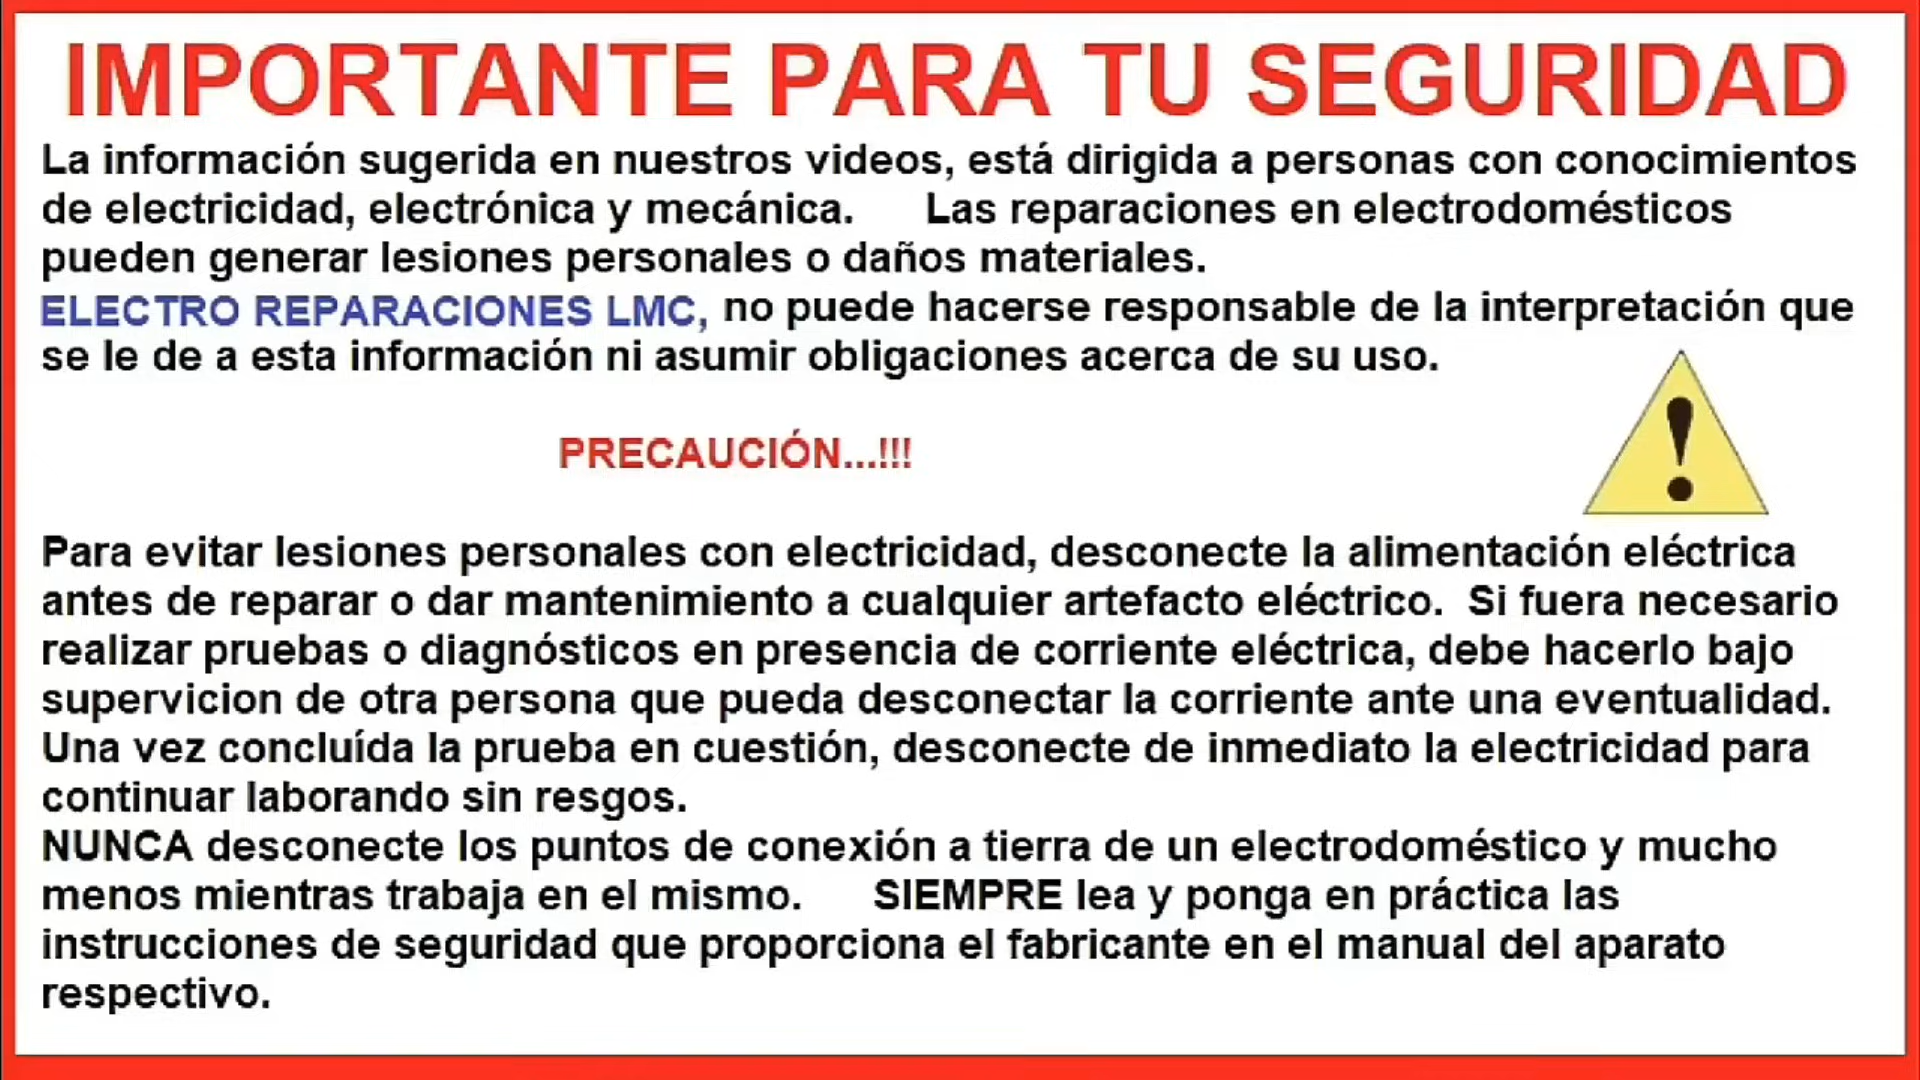 IMPORTANTE PARA TU SEGURIDAD
La información sugerida en nuestros videos, está dirigida a personas con conocimientos
de electricidad, electrónica y mecánica. Las reparaciones en electrodomésticos
pueden generar lesiones personales o daños materiales.
ELECTRO REPARACIONES LMC, no puede hacerse responsable de la interpretación que
se le de a esta información ni asumir obligaciones acerca de su uso.
!
PRECAUCIÓN...!!!
Para evitar lesiones personales con electricidad, desconecte la alimentación eléctrica
antes de reparar o dar mantenimiento a cualquier artefacto eléctrico. Si fuera necesario
realizar pruebas o diagnósticos en presencia de corriente eléctrica, debe hacerlo bajo
supervicion de otra persona que pueda desconectar la corriente ante una eventualidad.
Una vez concluída la prueba en cuestión, desconecte de inmediato la electricidad para
continuar laborando sin resgos.
NUNCA desconecte los puntos de conexión a tierra de un electrodoméstico y mucho
menos mientras trabaja en el mismo. SIEMPRE lea y ponga en práctica las
instrucciones de seguridad que proporciona el fabricante en el manual del aparato
respectivo.